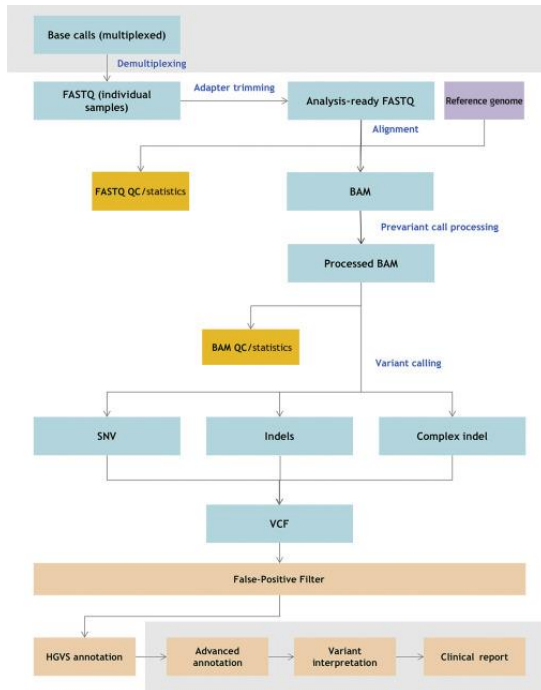 Base calls (multiplexed)
Demultiplexing
FASTQ (individual
samples)
Adapter trimming
Analysis-ready FASTQ
Reference genome
Alignment
FASTQ QC/statistics
BAM
Prevariant call processing
Processed BAM
BAM QC/statistics
Variant calling
SNV
Indels
Complex indel
VCF
False-Positive Filter
HGVS annotation
Advanced
annotation
Variant
interpretation
Clinical report